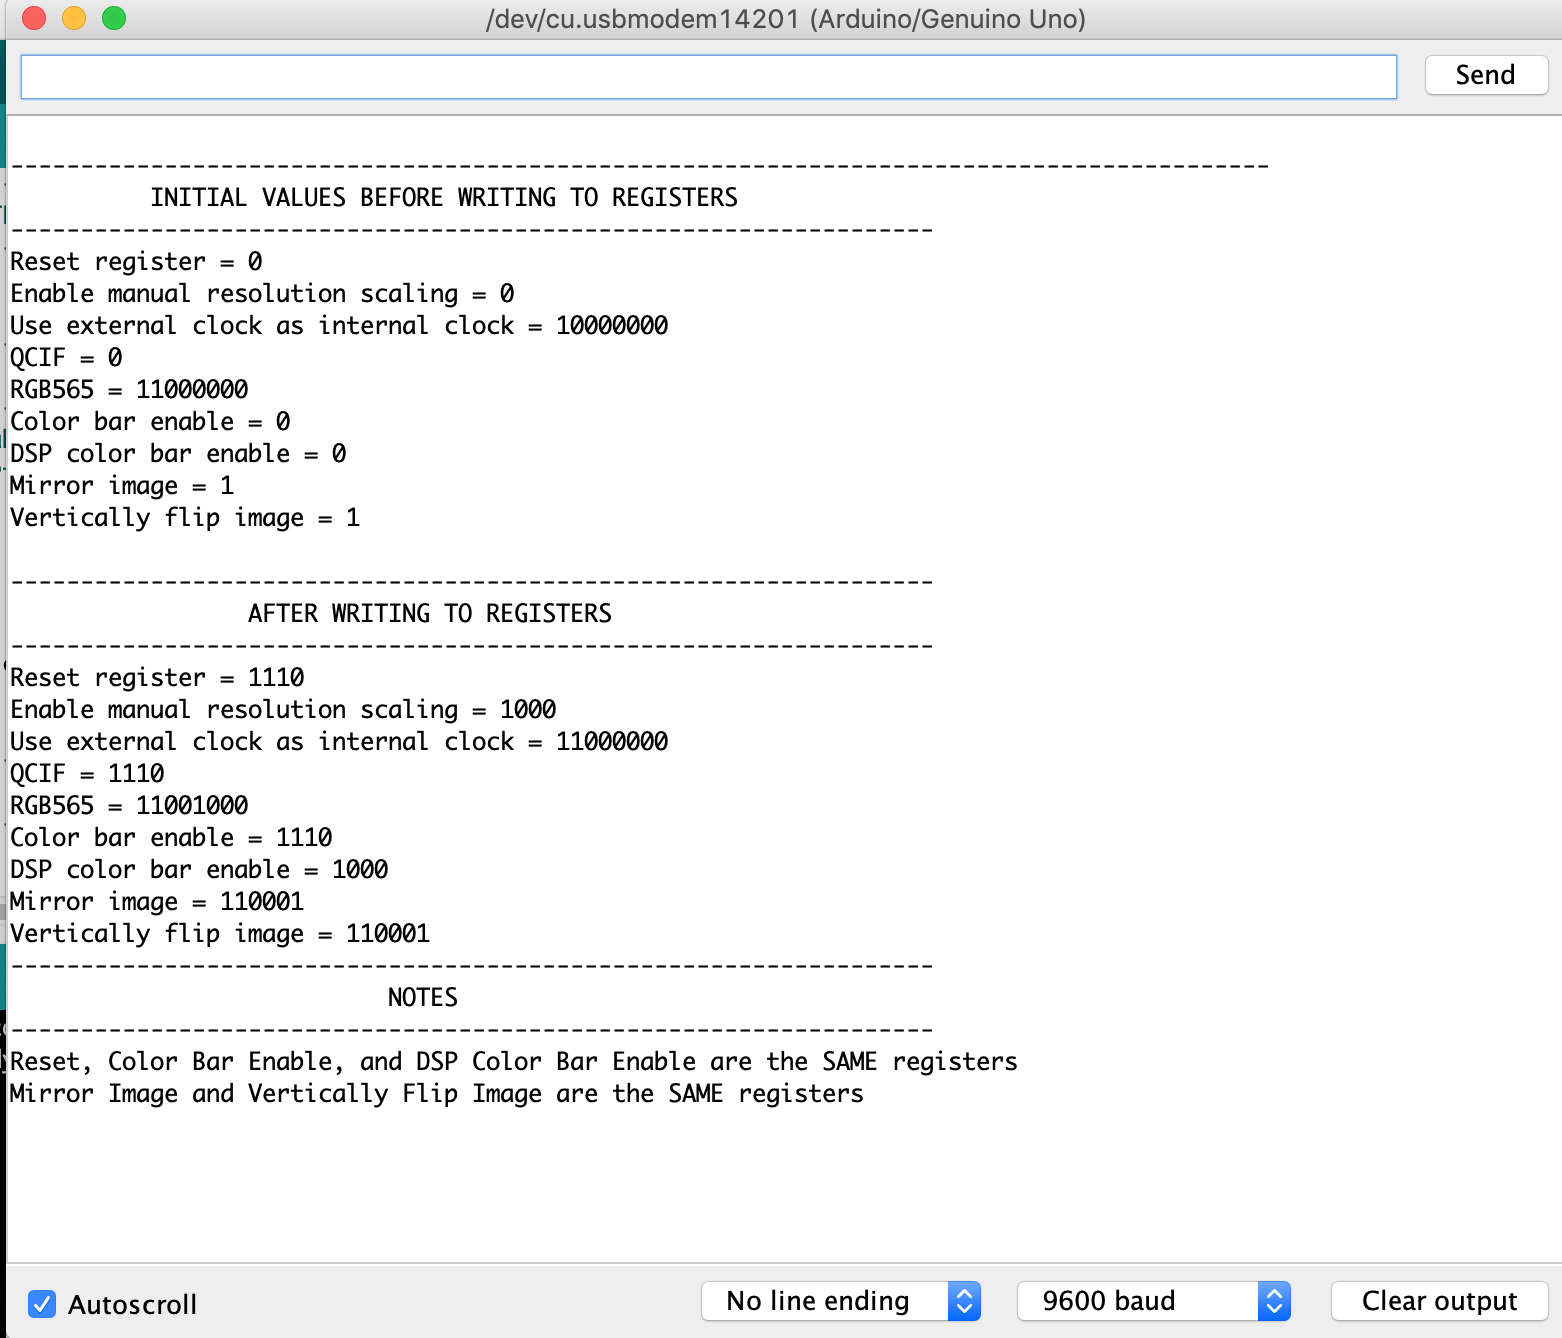 /dev/cu.usbmodem14201 (Arduino/Genuino Uno)
Send
------------------------------------------------------------------------------------------
INITIAL VALUES BEFORE WRITING TO REGISTERS
------------------------------------------------------------------
Reset register = 0
Enable manual resolution scaling = 0
Use external clock as internal clock = 10000000
QCIF = 0
RGB565 = 11000000
Color bar enable = 0
DSP color bar enable = 0
Mirror image = 1
Vertically flip image = 1
------------------------------------------------------------------
AFTER WRITING TO REGISTERS
------------------------------------------------------------------
Reset register = 1110
Enable manual resolution scaling = 1000
Use external clock as internal clock = 11000000
QCIF = 1110
RGB565 = 11001000
Color bar enable = 1110
DSP color bar enable = 1000
Mirror image = 110001
Vertically flip image = 110001
------------------------------------------------------------------
NOTES
------------------------------------------------------------------
Reset, Color Bar Enable, and DSP Color Bar Enable are the SAME registers
Mirror Image and Vertically Flip Image are the SAME registers
Autoscroll
No line ending
9600 baud
Clear output